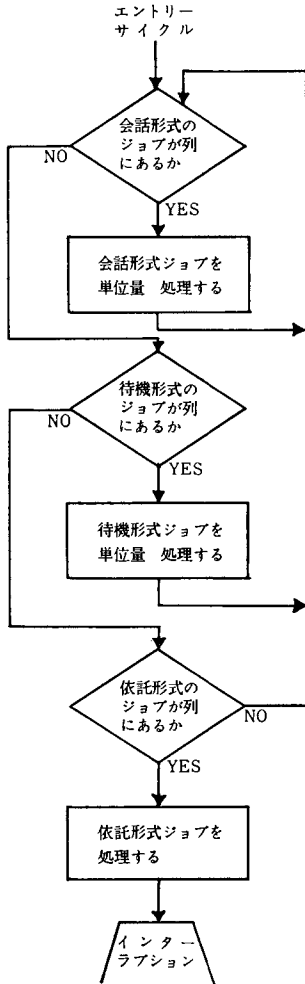 エントリー
サイクル
会話形式の
ジョブが列
にあるか
NO
YES
会話形式ジョブを
単位量 処理する
待機形式の
ジョブが列
にあるか
NO
YES
待機形式ジョブを
単位量 処理する
依託形式の
ジョブが列
にあるか
NO
YES
依託形式ジョブを
処理する
インター
ラプション